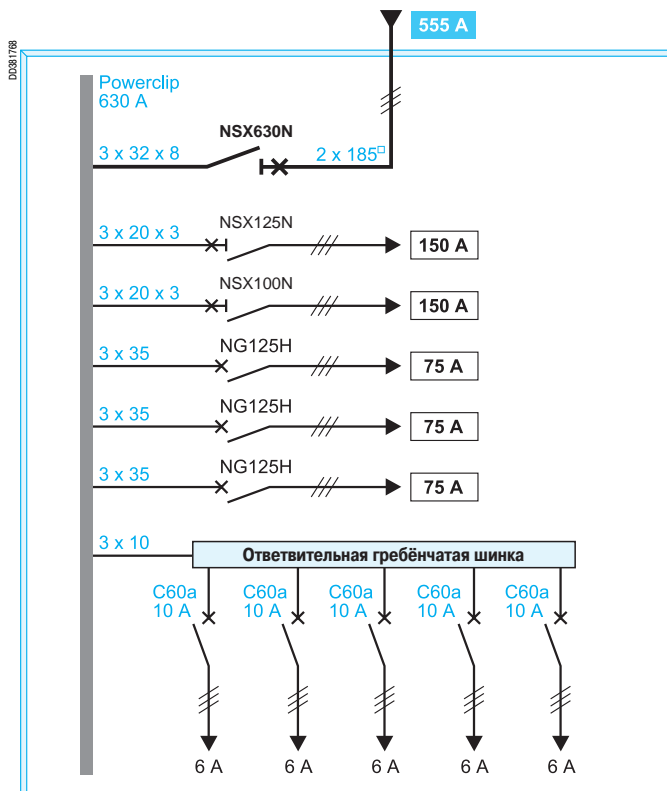 555 A
DD381768
Powerclip
630 A
NSX630N
3 x 32 x 8
2 x 185□
NSX125N
3 x 20 x 3
150 A
NSX100N
3 x 20 x 3
150 A
NG125H
3 x 35
75 A
NG125H
3 x 35
75 A
NG125H
3 x 35
75 A
3 x 10
Ответвительная гребёнчатая шинка
C60a C60a C60a C60a C60a
10 A 10 A 10 A 10 A 10 A
6 A 6 A 6 A 6 A 6 A